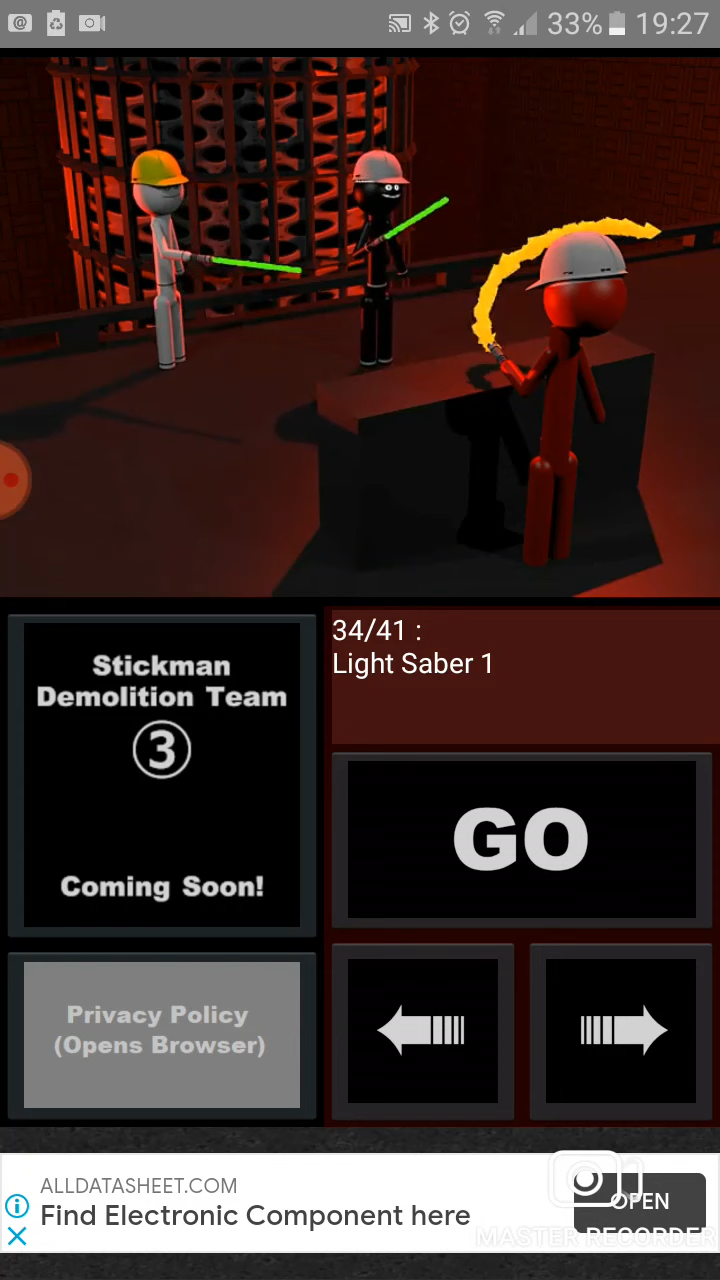 33% 19:27
34/41 :
Light Saber 1
Stickman
Demolition Team
3
Coming Soon!
GO
Privacy Policy
(Opens Browser)
ALLDATASHEET.COM
Find Electronic Component here
OPEN
MASTER RECORDER